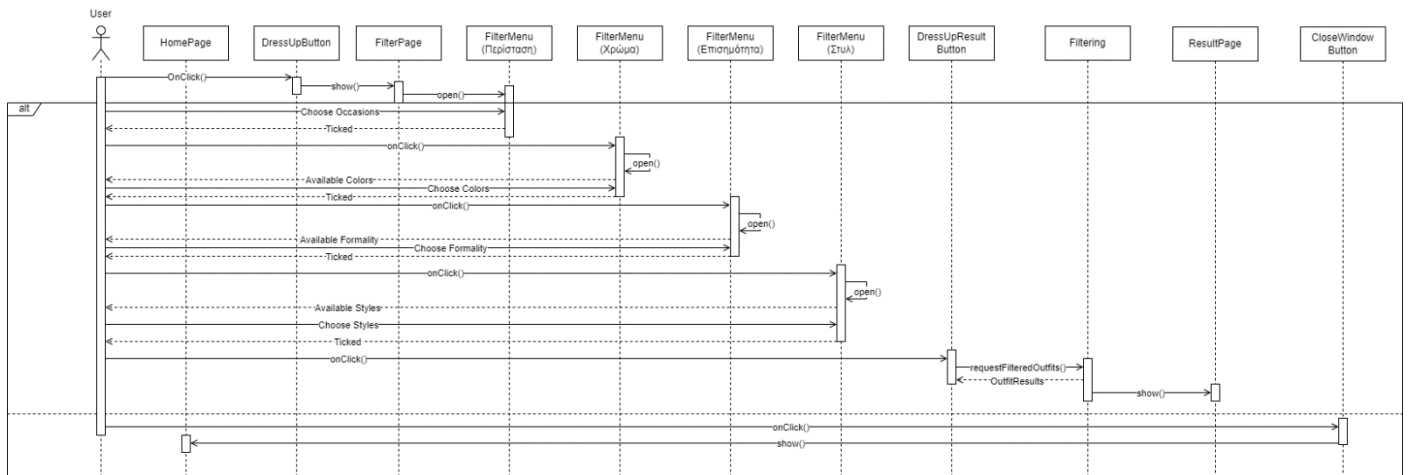 User
HomePage
DressUpButton
FilterPage
FilterMenu
(Περίσταση)
FilterMenu
(Χρώμα)
FilterMenu
(Επισημότητα)
FilterMenu
(Στυλ)
DressUpResult
Button
Filtering
ResultPage
CloseWindow
Button
OnClick()
show()
open()
alt
Choose Occasions
Ticked
onClick()
open()
Available Colors
Choose Colors
Ticked
onClick()
open()
Available Formality
Choose Formality
Ticked
onClick()
open()
Available Styles
Choose Styles
Ticked
onClick()
requestFilteredOutfits()
OutfitResults
show()
onClick()
show()